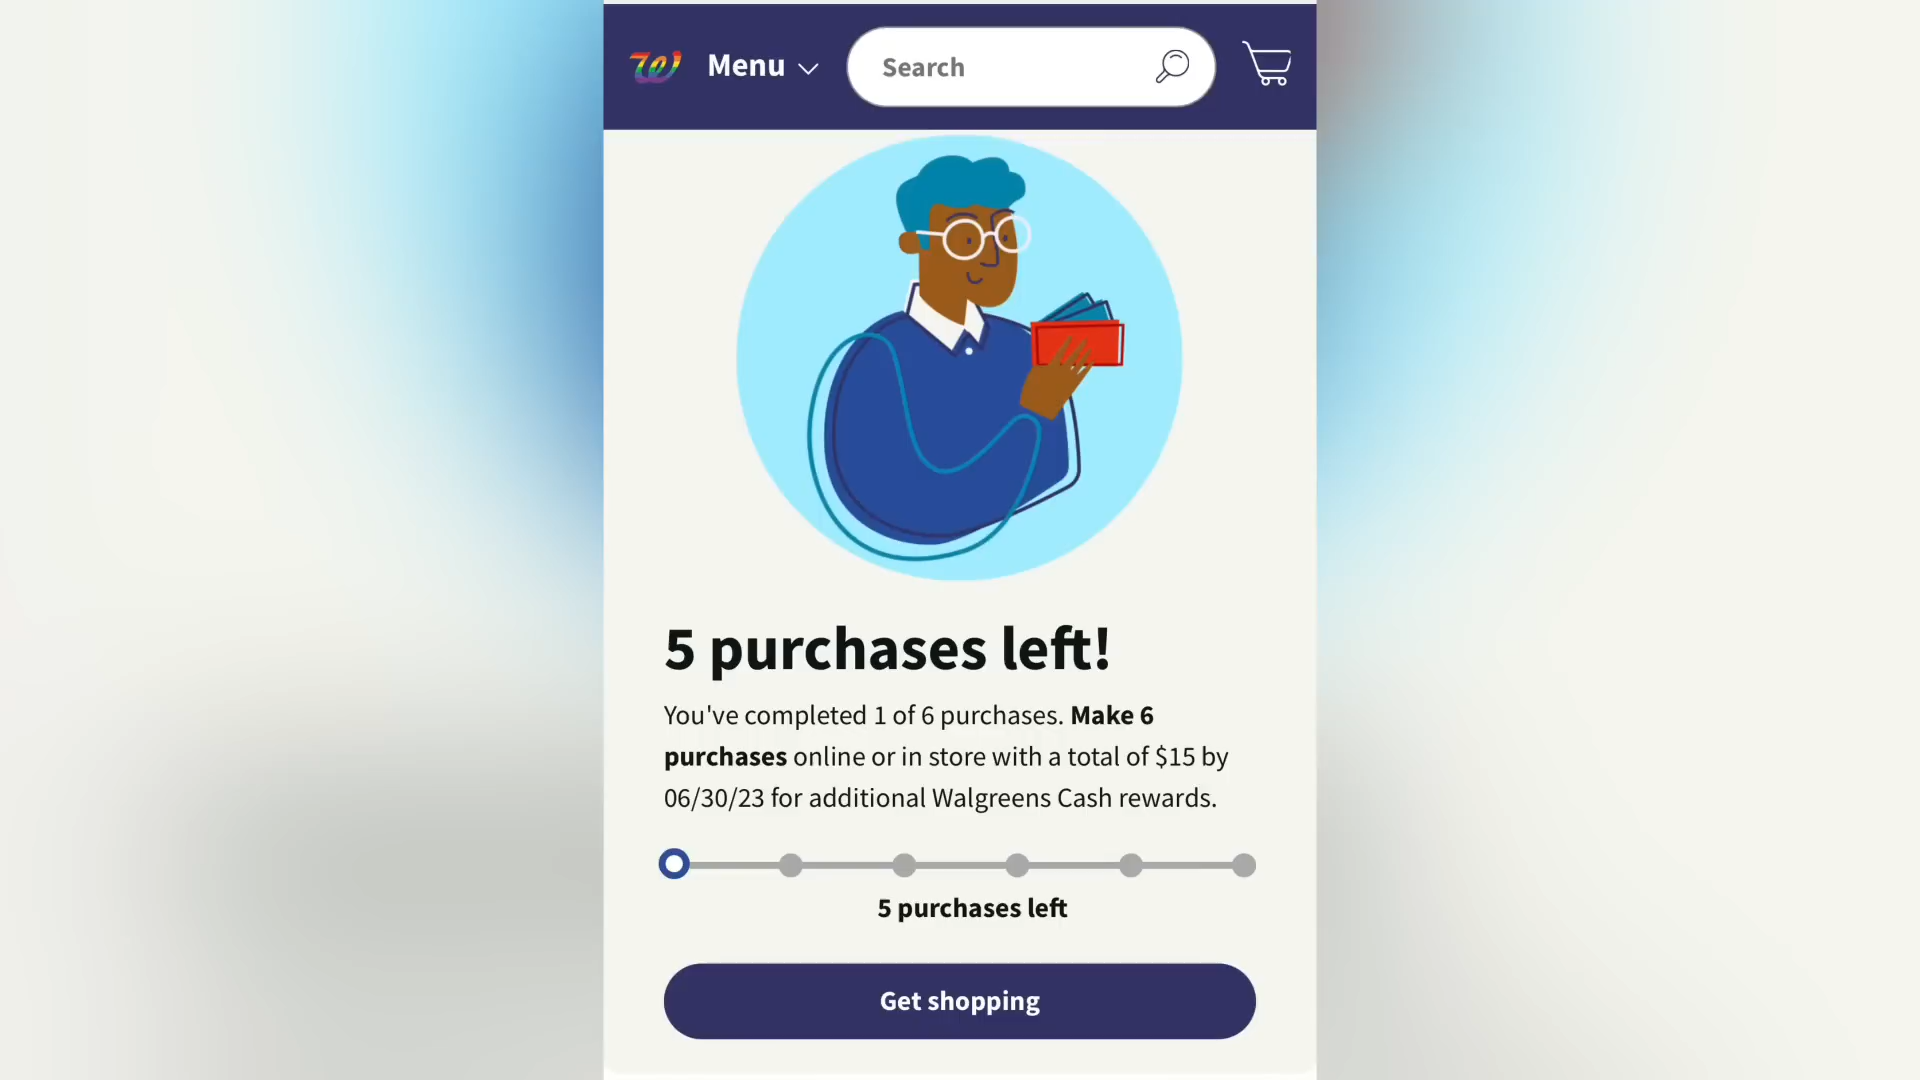 Menu
Search
5 purchases left!
You've completed 1 of 6 purchases. Make 6
purchases online or in store with a total of $15 by
06/30/23 for additional Walgreens Cash rewards.
5 purchases left
Get shopping